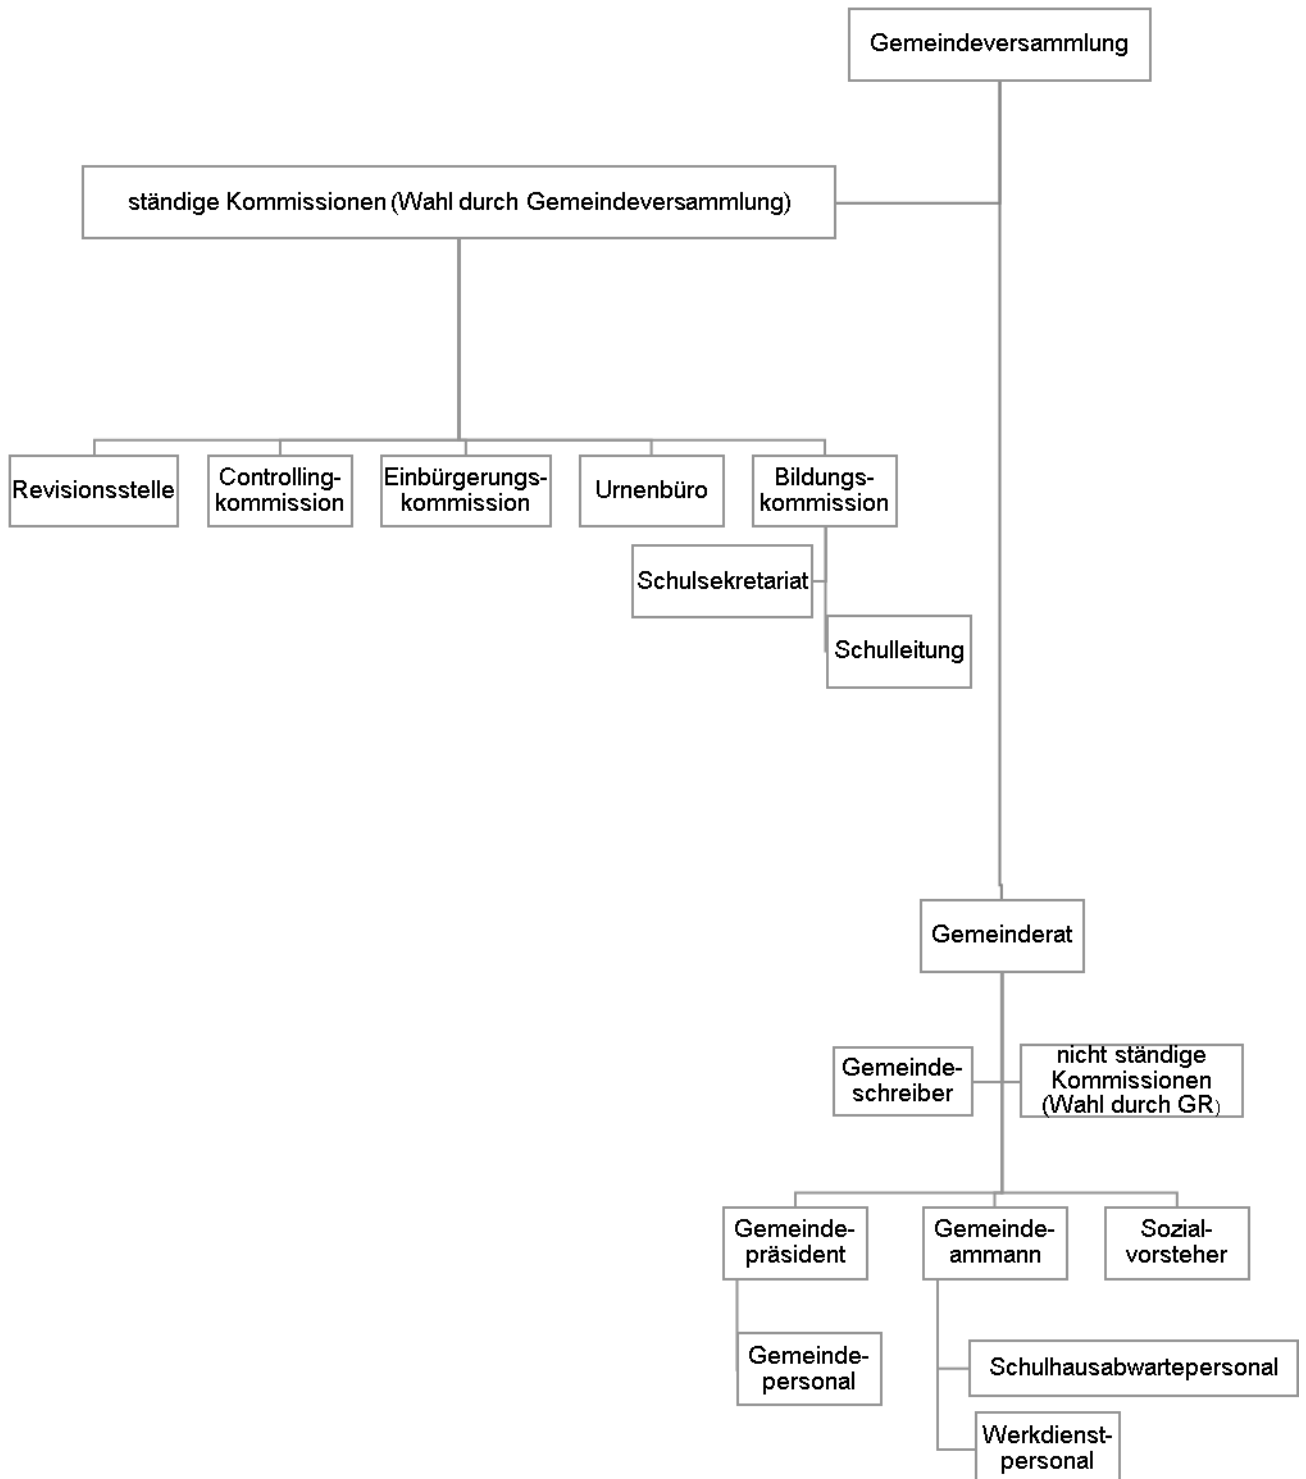 Gemeindeversammlung
ständige Kommissionen (Wahl durch Gemeindeversammlung)
Revisionsstelle
Controlling-
kommission
Einbürgerungs-
kommission
Urnenbüro
Bildungs-
kommission
Schulsekretariat
Schulleitung
Gemeinderat
Gemeinde-
schreiber
nicht ständige
Kommissionen
(Wahl durch GR)
Gemeinde-
präsident
Gemeinde-
ammann
Sozial-
vorsteher
Gemeinde-
personal
Schulhausabwartepersonal
Werkdienst-
personal